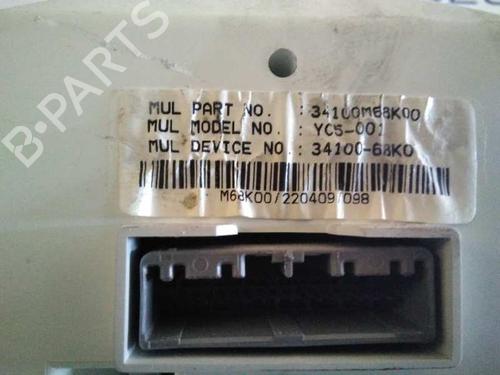 B-PARTS
MUL PART NO. : 34100M68K00
MUL MODEL NO. : YC5-001
MUL DEVICE NO.: 34100-68K0
M68K00/220409/098